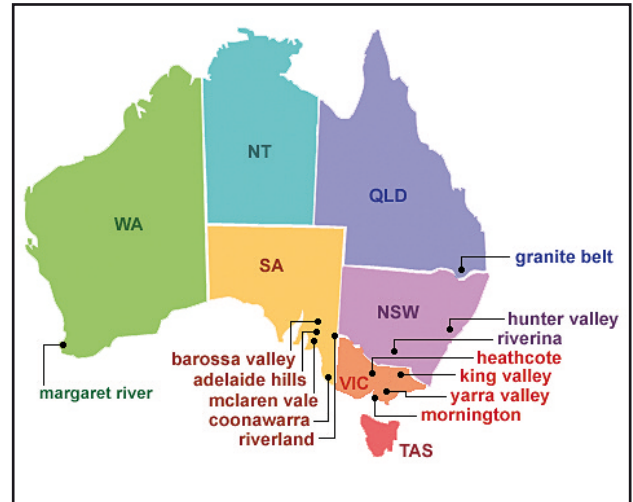 NT
QLD
WA
SA
granite belt
NSW
hunter valley
riverina
barossa valley
heathcote
adelaide hills
VIC
king valley
margaret river
mclaren vale
yarra valley
coonawarra
mornington
riverland
TAS